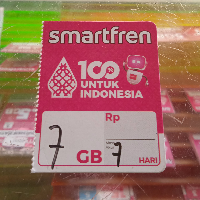 smartfren
100%
UNTUK
INDONESIA
Rp
7 GB
7 HARI